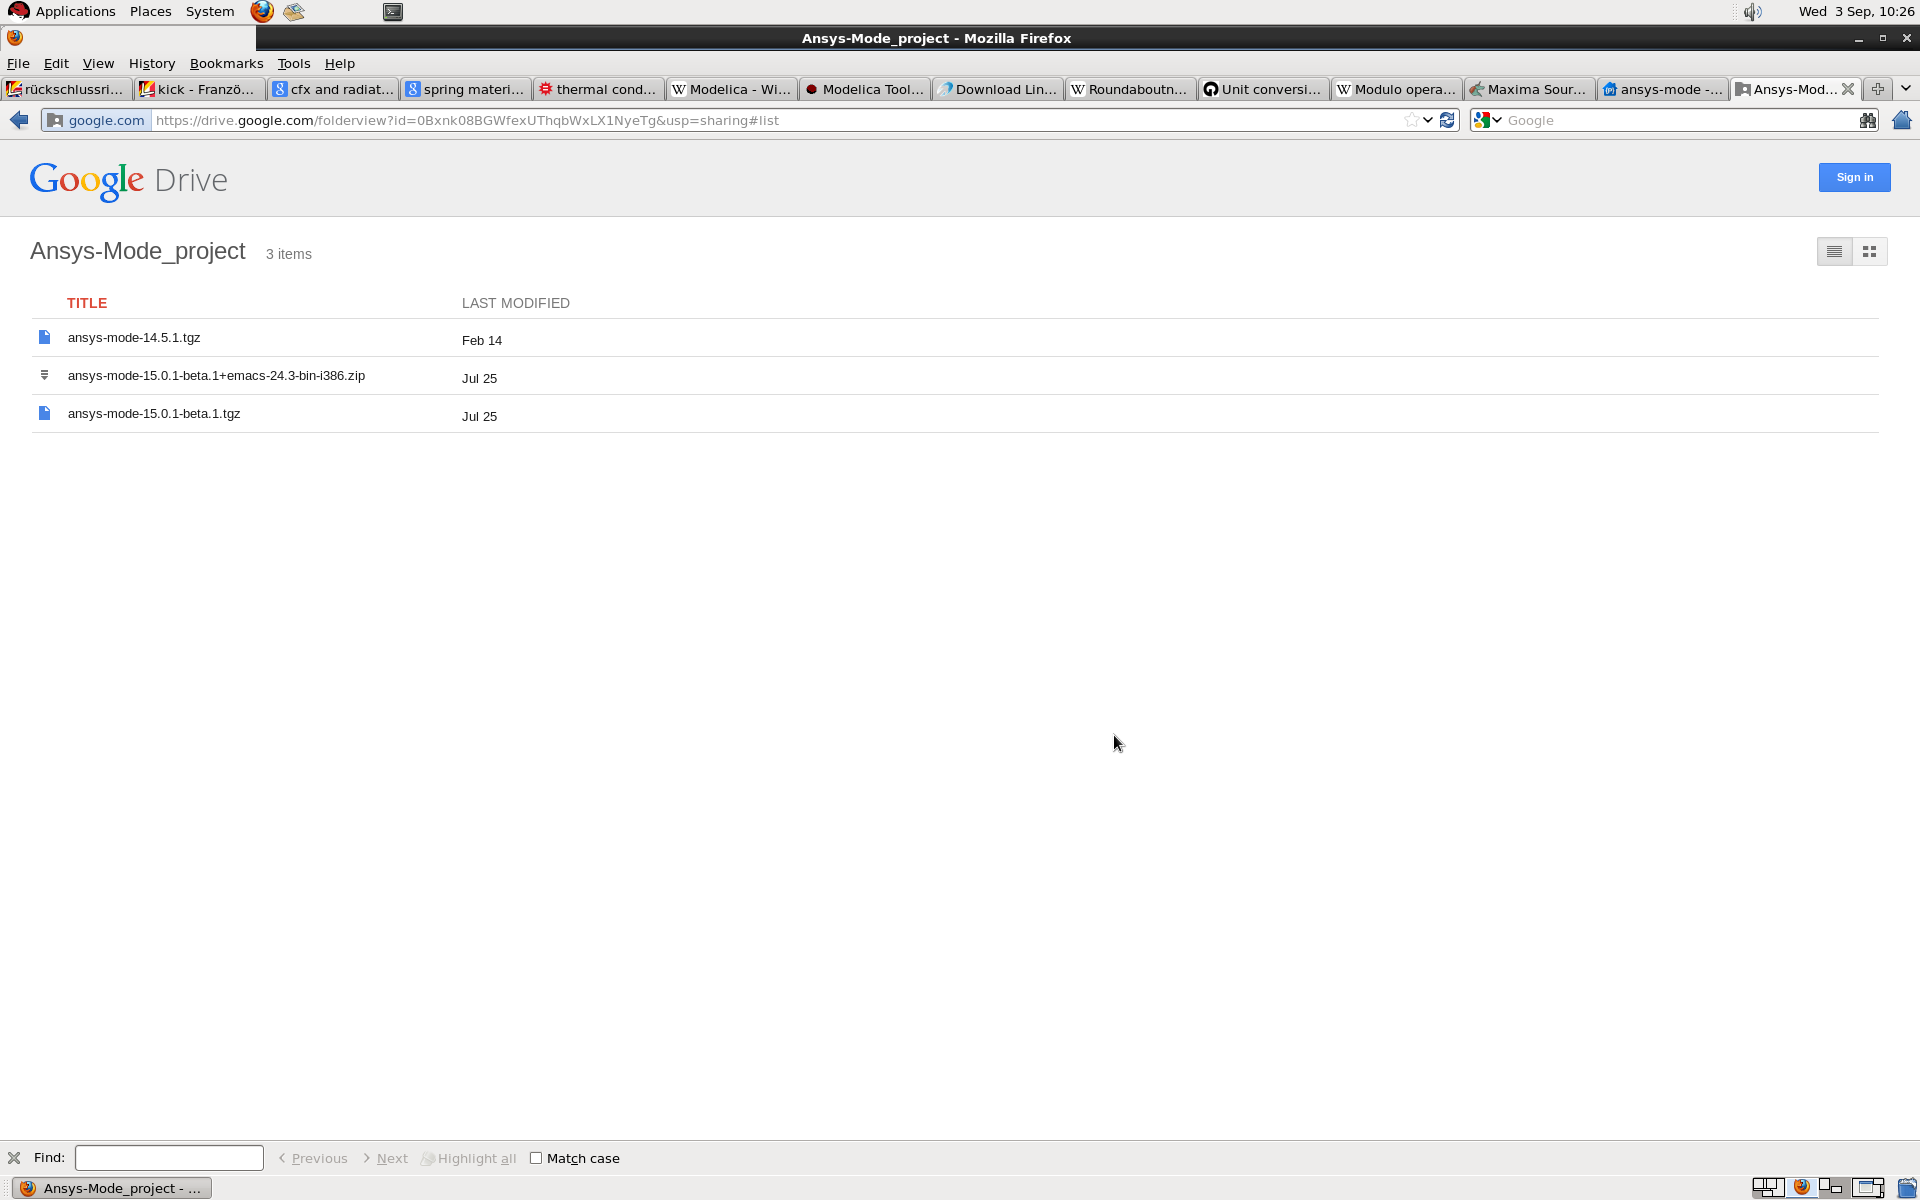 Applications Places System Wed 3 Sep, 10:26
Ansys-Mode_project - Mozilla Firefox
File Edit View History Bookmarks Tools Help
rückschlussri... kick - Franzö... cfx and radiat... spring materi... thermal cond... Modelica - Wi... Modelica Tool... Download Lin... Roundaboutn... Unit conversi... Modulo opera... Maxima Sour... ansys-mode -... Ansys-Mod...
google.com https://drive.google.com/folderview?id=0Bxnk08BGWfexUThqbWxLX1NyeTg&usp=sharing#list Google
Google Drive Sign in
Ansys-Mode_project 3 items
TITLE LAST MODIFIED
ansys-mode-14.5.1.tgz Feb 14
ansys-mode-15.0.1-beta.1+emacs-24.3-bin-i386.zip Jul 25
ansys-mode-15.0.1-beta.1.tgz Jul 25
Find: Previous Next Highlight all Match case
Ansys-Mode_project - ...